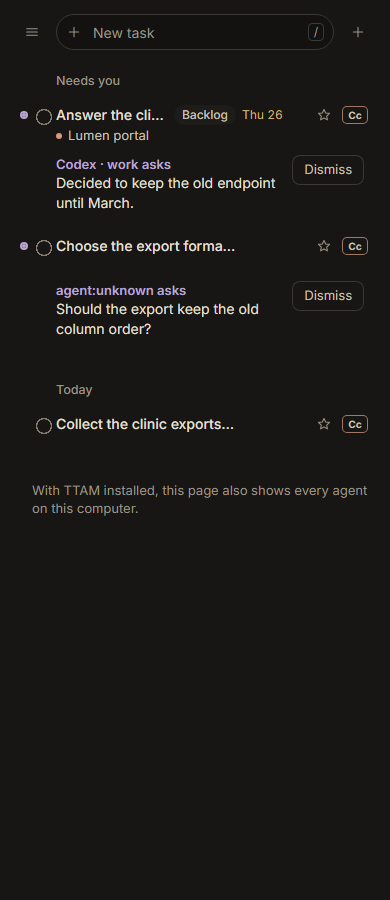 New task /
Needs you
Answer the cli... Backlog Thu 26 Cc
Lumen portal
Codex · work asks
Decided to keep the old endpoint
until March.
Dismiss
Choose the export forma... Cc
agent:unknown asks
Should the export keep the old
column order?
Dismiss
Today
Collect the clinic exports... Cc
With TTAM installed, this page also shows every agent
on this computer.